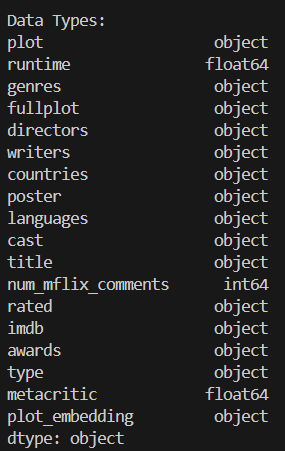 Data Types:
plot object
runtime float64
genres object
fullplot object
directors object
writers object
countries object
poster object
languages object
cast object
title object
num_mflix_comments int64
rated object
imdb object
awards object
type object
metacritic float64
plot_embedding object
dtype: object